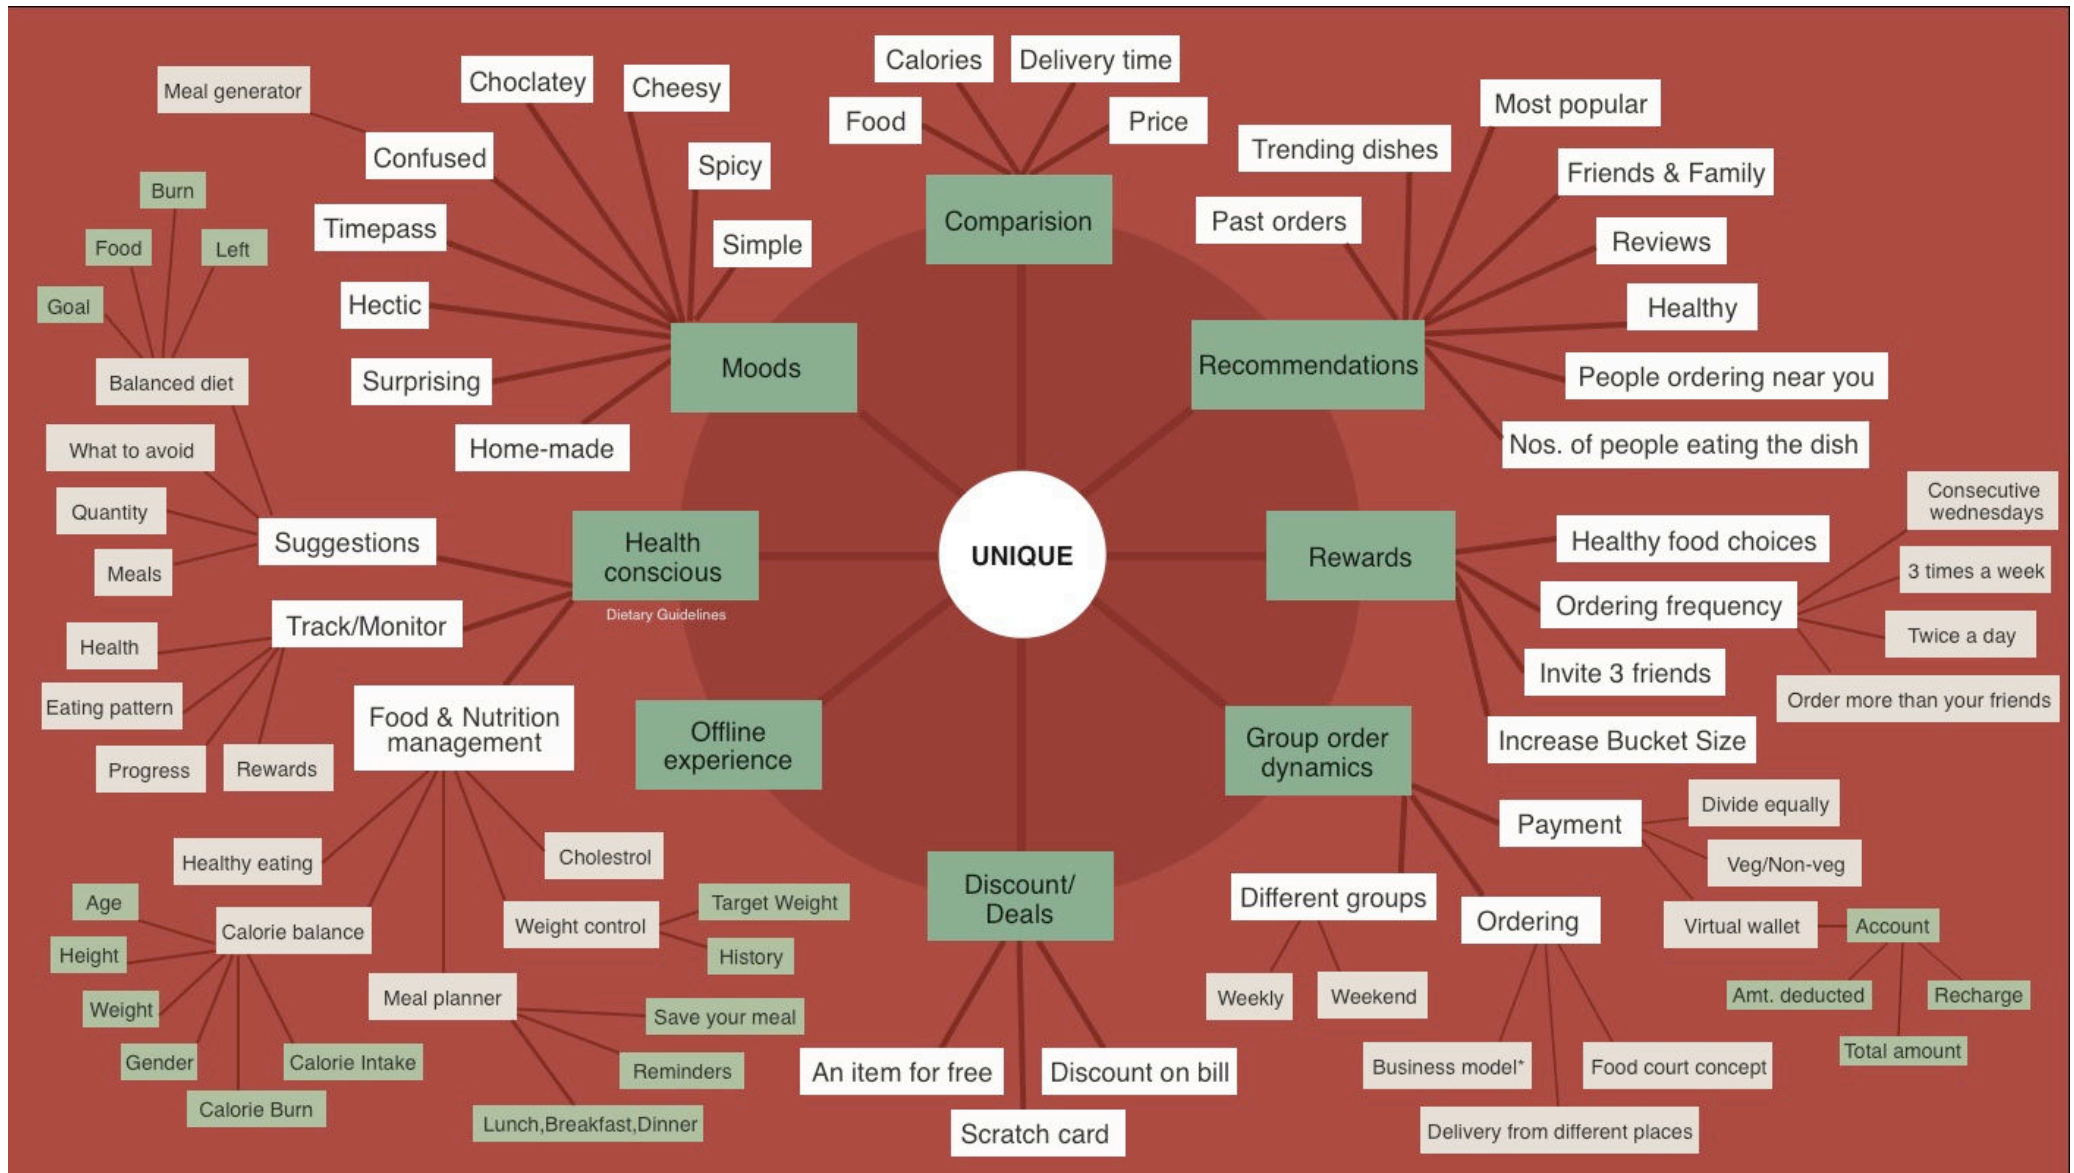 UNIQUE
Comparision
Food
Calories
Delivery time
Price
Recommendations
Past orders
Trending dishes
Most popular
Friends & Family
Reviews
Healthy
People ordering near you
Nos. of people eating the dish
Rewards
Healthy food choices
Ordering frequency
Consecutive
wednesdays
3 times a week
Twice a day
Order more than your friends
Invite 3 friends
Increase Bucket Size
Group order
dynamics
Payment
Divide equally
Veg/Non-veg
Virtual wallet
Account
Amt. deducted
Total amount
Recharge
Ordering
Business model*
Delivery from different places
Food court concept
Different groups
Weekly
Weekend
Discount/
Deals
An item for free
Scratch card
Discount on bill
Offline
experience
Health
conscious
Dietary Guidelines
Suggestions
Balanced diet
Goal
Food
Burn
Left
What to avoid
Quantity
Meals
Track/Monitor
Health
Eating pattern
Progress
Rewards
Food & Nutrition
management
Healthy eating
Calorie balance
Age
Height
Weight
Gender
Calorie Burn
Calorie Intake
Meal planner
Save your meal
Reminders
Lunch,Breakfast,Dinner
Weight control
Target Weight
History
Cholestrol
Moods
Home-made
Surprising
Hectic
Timepass
Confused
Meal generator
Choclatey
Cheesy
Spicy
Simple